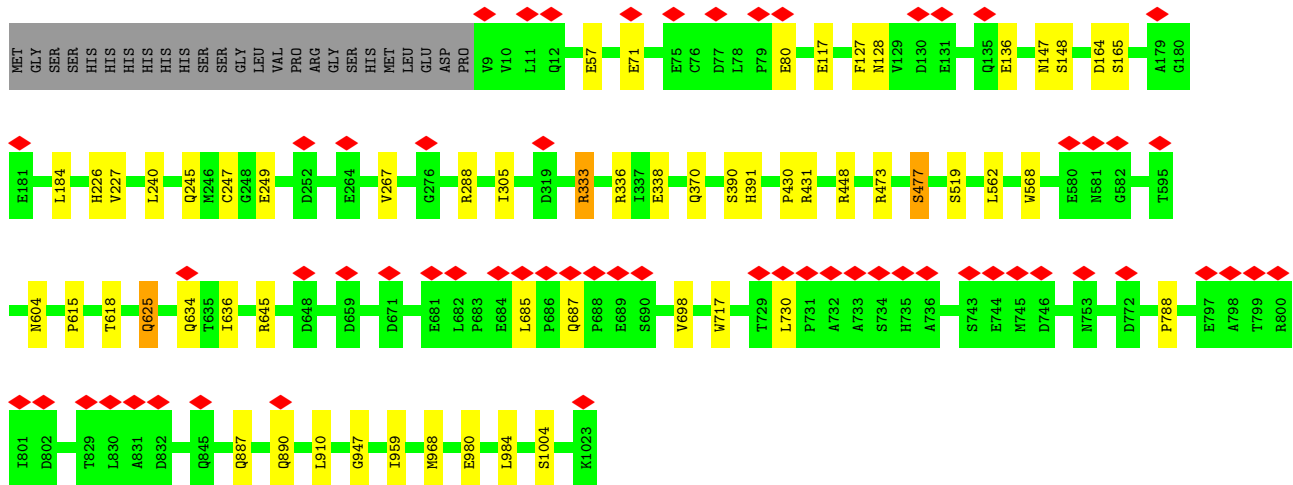 MET GLY SER SER HIS HIS HIS HIS HIS HIS SER SER GLY LEU VAL PRO ARG GLY SER HIS MET LEU GLU ASP PRO V9 V10 L11 Q12 E57 E71 E75 C76 D77 L78 P79 E80 E117 F127 N128 V129 D130 E131 Q135 E136 N147 S148 D164 S165 A179 G180
E181 L184 H226 V227 L240 Q245 M246 C247 G248 E249 D252 E264 V267 G276 R288 I305 D319 R333 R336 I337 E338 Q370 S390 H391 P430 R431 R448 R473 S477 S519 L562 W568 E580 N581 G582 T595
N604 P615 T618 Q625 Q634 T635 I636 R645 D648 D659 D671 E681 L682 P683 E684 L685 P686 Q687 P688 E689 S690 V698 W717 T729 L730 P731 A732 A733 S734 H735 A736 S743 E744 M745 D746 N753 D772 P788 E797 A798 T799 R800
I801 D802 T829 L830 A831 D832 Q845 Q887 Q890 L910 G947 I959 M968 E980 L984 S1004 K1023